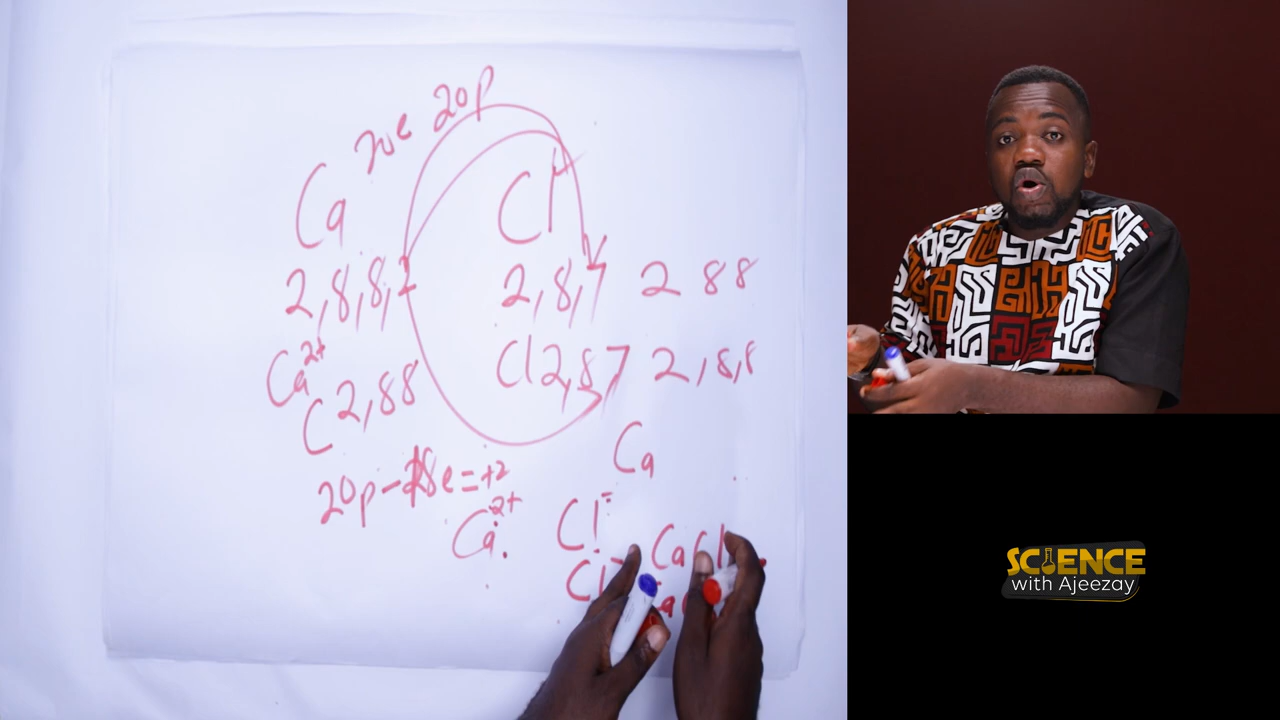 20e 20p
Ca Cl
2,8,8,2 2,8,7 2 8 8
Ca²⁺ Cl 2,8,7 2,8,8
C 2,88
Ca
20p-18e=+2
Ca²⁺ Cl⁻ CaCl
Cl⁻
SCIENCE
with Ajeezay